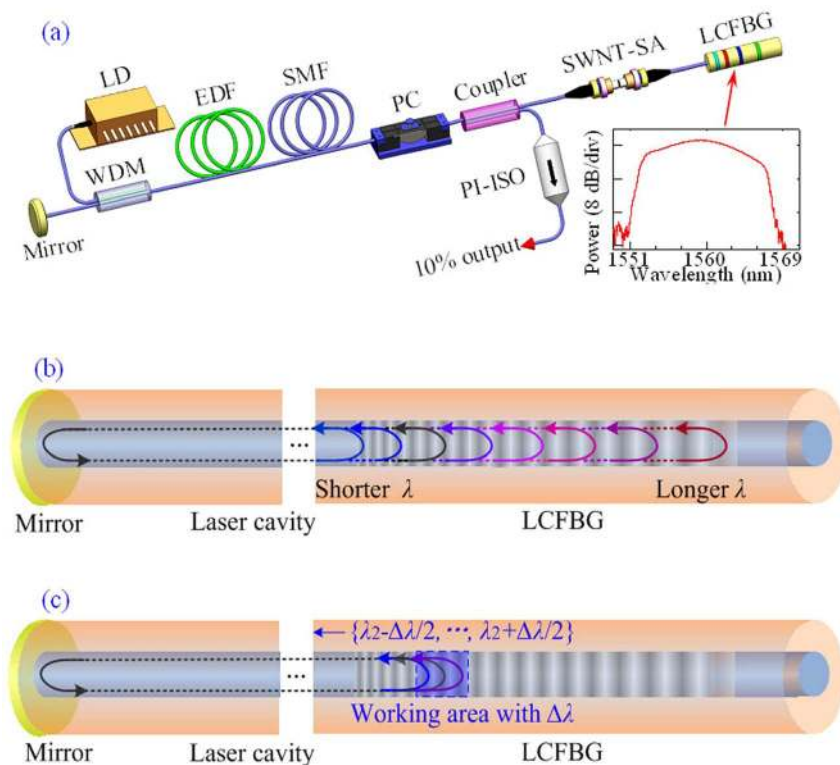 (a)
LD
EDF
SMF
PC
Coupler
SWNT-SA
LCFBG
WDM
Mirror
PI-ISO
10% output
Power (8 dB/div)
1551 1560 1569
Wavelength (nm)
(b)
...
Shorter λ
Longer λ
Mirror
Laser cavity
LCFBG
(c)
{λ2-Δλ/2, ···, λ2+Δλ/2}
...
Working area with Δλ
Mirror
Laser cavity
LCFBG